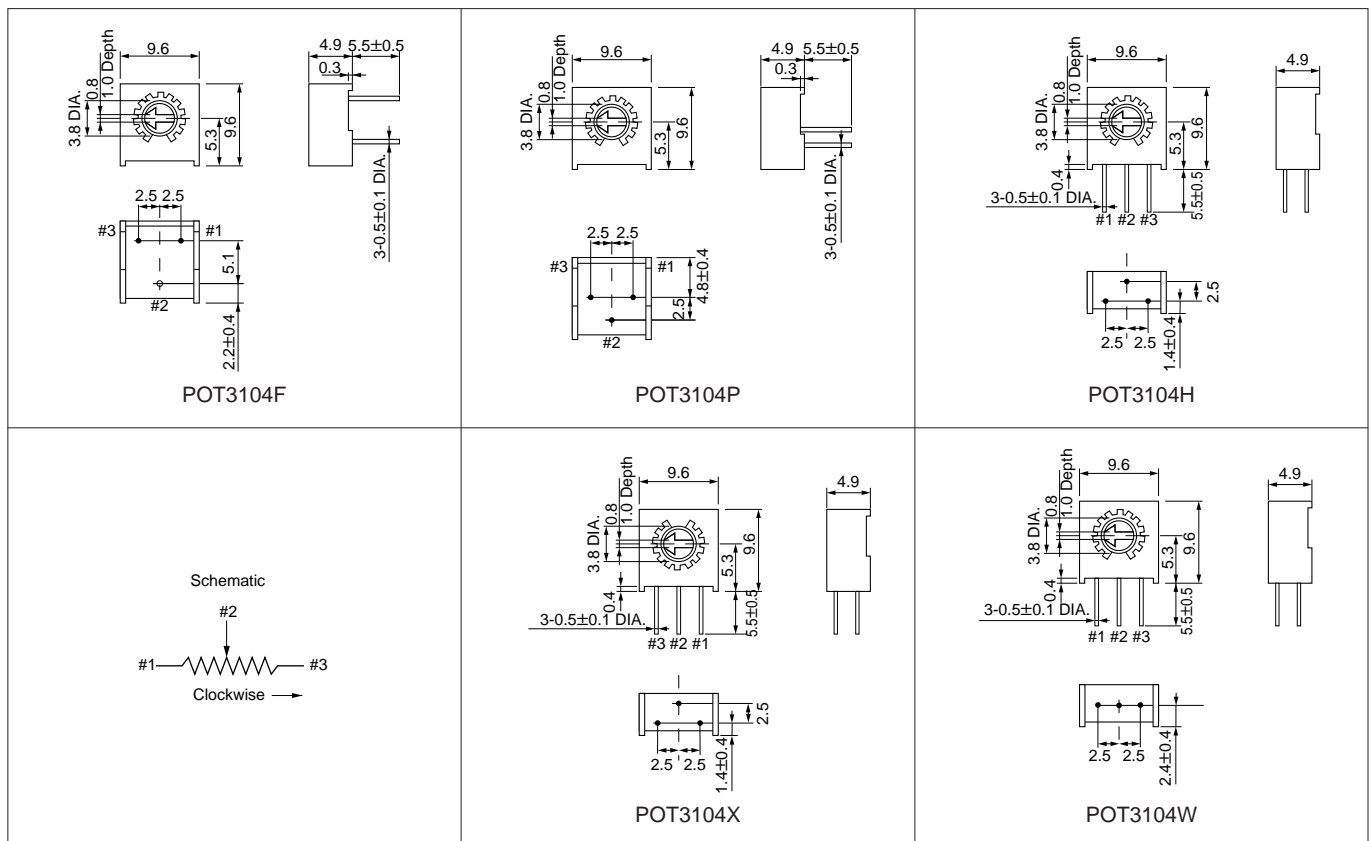 9.6
4.9 5.5±0.5
0.3
1.0 Depth
0.8
3.8 DIA.
5.3
9.6
3-0.5±0.1 DIA.
2.5 2.5
#3 #1
5.1
#2
2.2±0.4
POT3104F
9.6
4.9 5.5±0.5
0.3
1.0 Depth
0.8
3.8 DIA.
5.3
9.6
3-0.5±0.1 DIA.
2.5 2.5
#3 #1
4.8±0.4
2.5
#2
POT3104P
9.6
4.9
1.0 Depth
0.8
3.8 DIA.
5.3
9.6
0.4
3-0.5±0.1 DIA.
5.5±0.5
#1 #2 #3
2.5
2.5 2.5
1.4±0.4
POT3104H
Schematic
#2
#1 #3
Clockwise
9.6
4.9
1.0 Depth
0.8
3.8 DIA.
5.3
9.6
0.4
3-0.5±0.1 DIA.
5.5±0.5
#3 #2 #1
2.5
2.5 2.5
1.4±0.4
POT3104X
9.6
4.9
1.0 Depth
0.8
3.8 DIA.
5.3
9.6
0.4
3-0.5±0.1 DIA.
5.5±0.5
#1 #2 #3
2.5 2.5
2.4±0.4
POT3104W